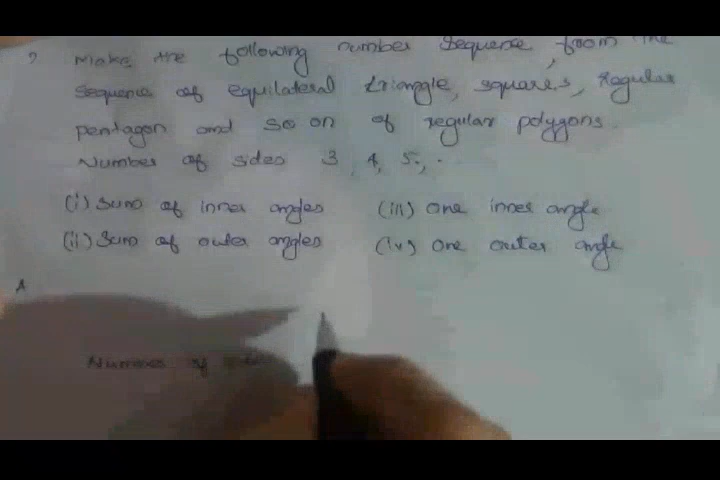 ? Make the following number sequence, from the
sequence of equilateral triangle, squares, regular
pentagon and so on of regular polygons.
Number of sides 3, 4, 5, .
(i) Sum of inner angles (iii) one inner angle
(ii) Sum of outer angles (iv) one outer angle
A
Number of